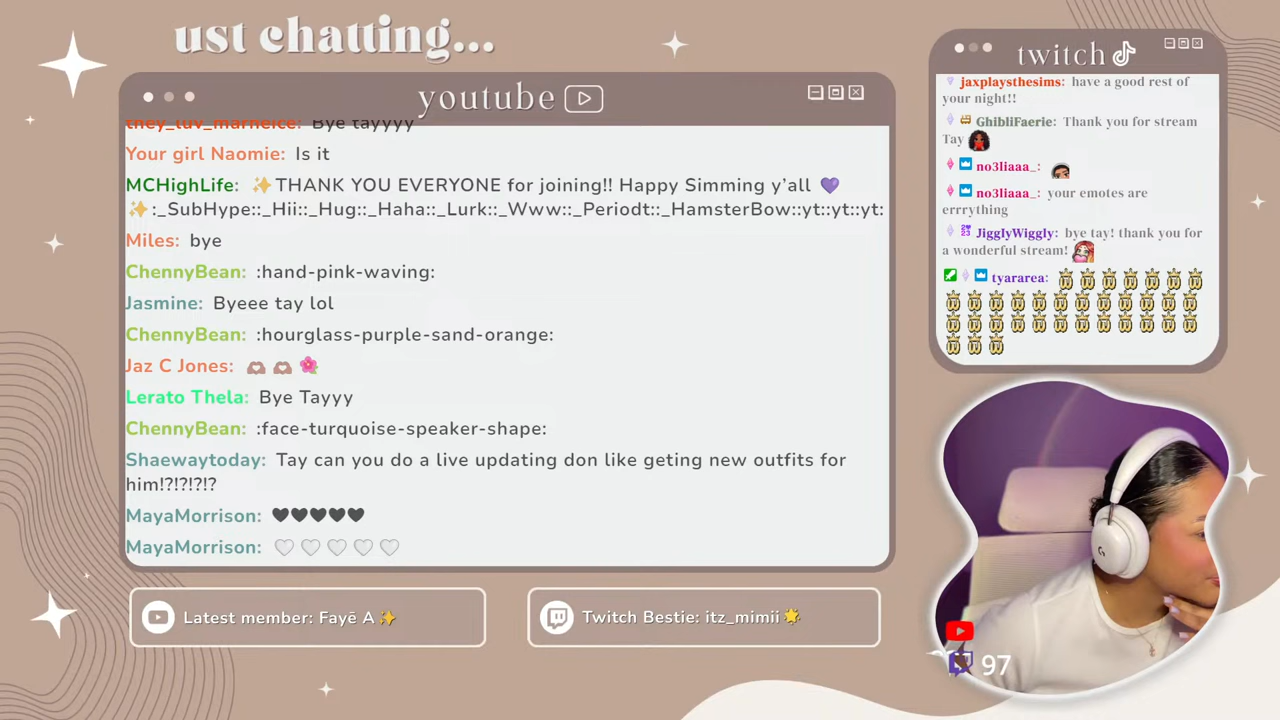 ust chatting...
youtube
they_luv_marneice: Bye tayyyy
Your girl Naomie: Is it
MCHighLife: ✨THANK YOU EVERYONE for joining!! Happy Simming y’all 💜
✨:_SubHype::_Hii::_Hug::_Haha::_Lurk::_Www::_Periodt::_HamsterBow::yt::yt::yt:
Miles: bye
ChennyBean: :hand-pink-waving:
Jasmine: Byeee tay lol
ChennyBean: :hourglass-purple-sand-orange:
Jaz C Jones: 🫶🏽 🫶🏽 🌺
Lerato Thela: Bye Tayyy
ChennyBean: :face-turquoise-speaker-shape:
Shaewaytoday: Tay can you do a live updating don like geting new outfits for
him!?!?!?!?
MayaMorrison: 🖤🖤🖤🖤🖤
MayaMorrison: 🤍🤍🤍🤍🤍
Latest member: Fayē A✨
Twitch Bestie: itz_mimii🌟
twitch
jaxplaysthesims: have a good rest of
your night!!
GhibliFaerie: Thank you for stream
Tay
no3liaaa_:
no3liaaa_: your emotes are
errrything
JigglyWiggly: bye tay! thank you for
a wonderful stream!
tyararea:
97